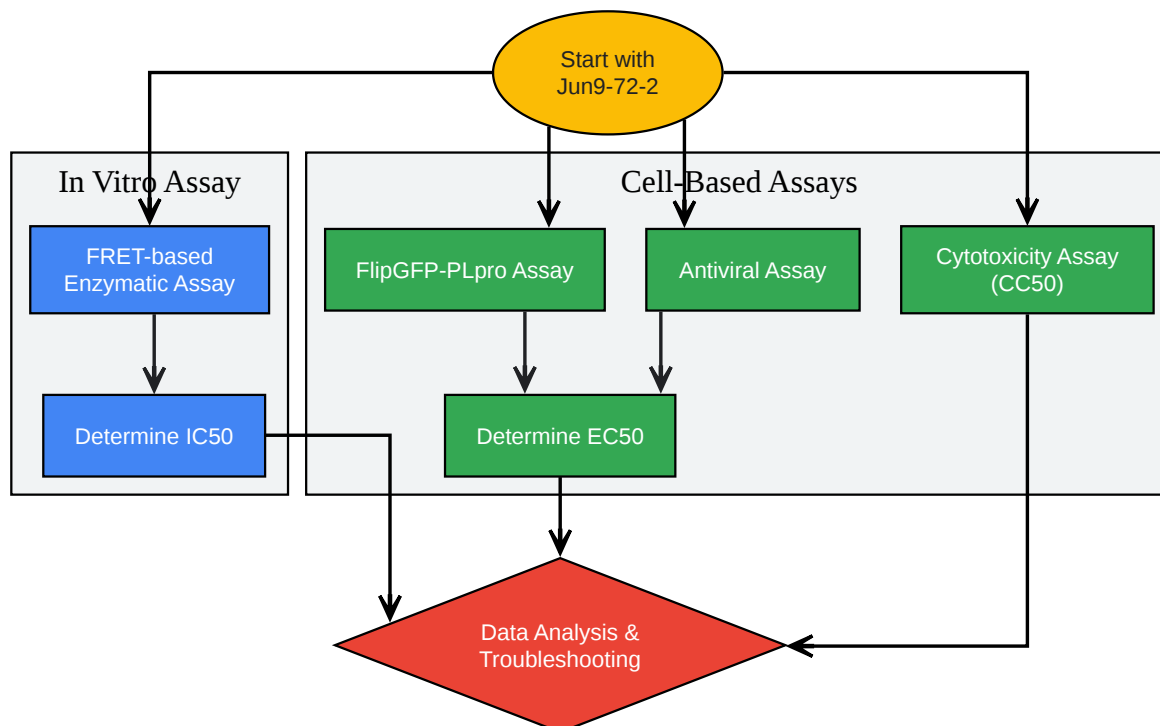 Start with
Jun9-72-2
In Vitro Assay
Cell-Based Assays
FRET-based
Enzymatic Assay
FlipGFP-PLpro Assay
Antiviral Assay
Cytotoxicity Assay
(CC50)
Determine IC50
Determine EC50
Data Analysis &
Troubleshooting